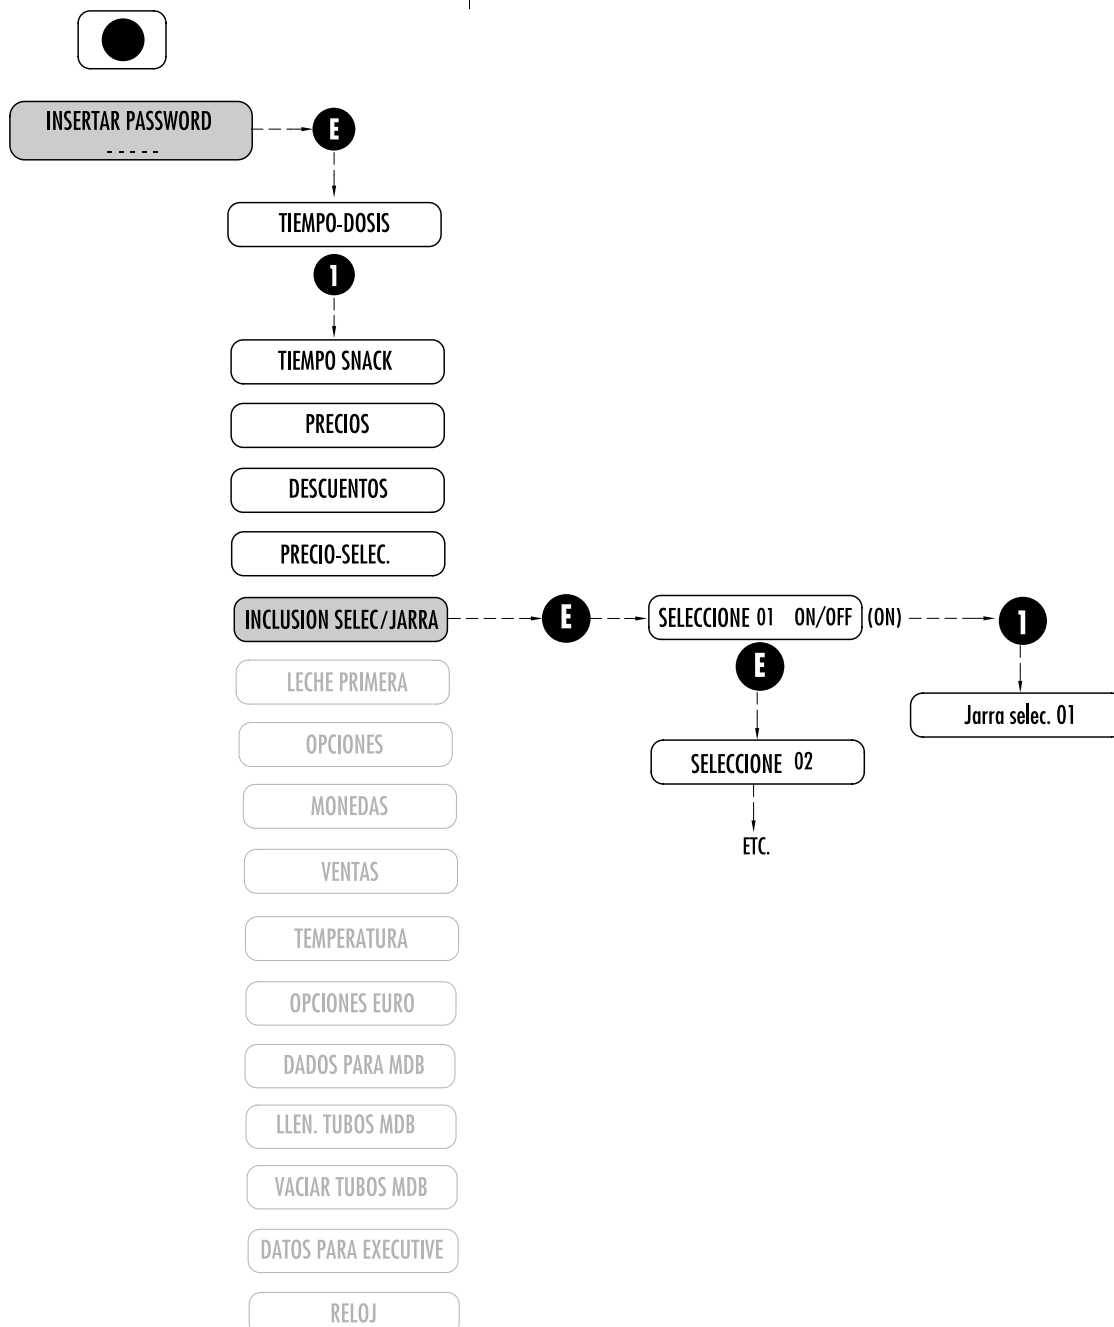 INSERTAR PASSWORD
- - - - -
E
TIEMPO-DOSIS
1
TIEMPO SNACK
PRECIOS
DESCUENTOS
PRECIO-SELEC.
INCLUSION SELEC/JARRA
E
SELECCIONE 01 ON/OFF (ON)
1
E
Jarra selec. 01
SELECCIONE 02
ETC.
LECHE PRIMERA
OPCIONES
MONEDAS
VENTAS
TEMPERATURA
OPCIONES EURO
DADOS PARA MDB
LLEN. TUBOS MDB
VACIAR TUBOS MDB
DATOS PARA EXECUTIVE
RELOJ